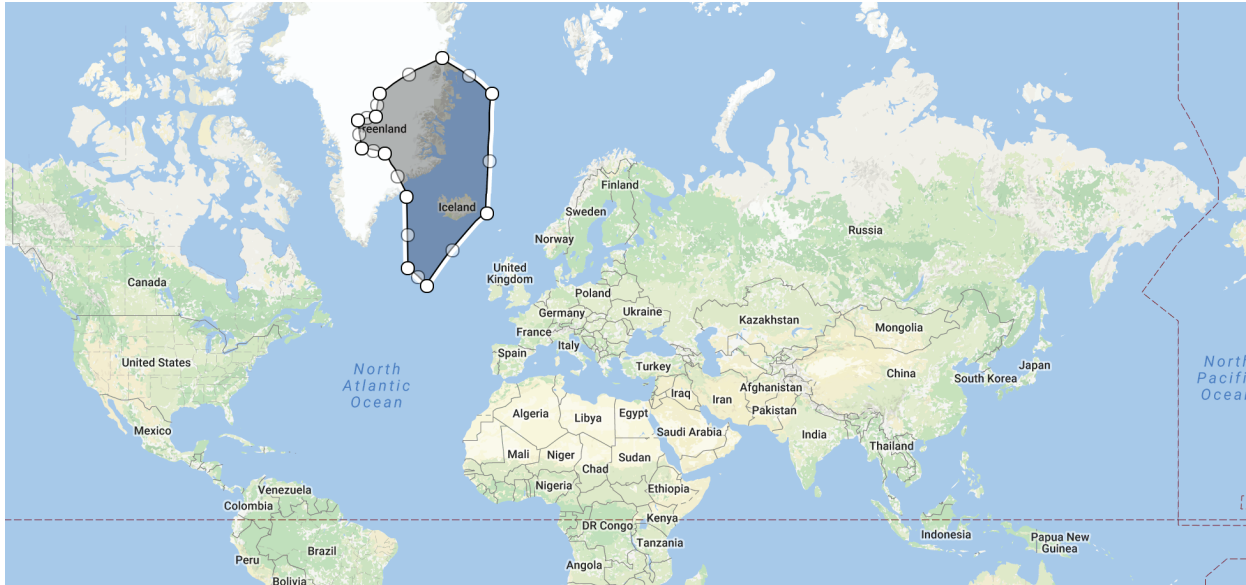 reenland
Iceland
Finland
Sweden
Norway
Russia
United
Kingdom
Canada
Poland
Germany
Ukraine
Kazakhstan
Mongolia
France
Italy
Spain
Turkey
United States
North
Atlantic
Ocean
China
Japan
South Korea
North
Pacifi
Ocea
Iraq
Iran
Afghanistan
Pakistan
Algeria
Libya
Egypt
Saudi Arabia
India
Mexico
Thailand
Mali
Niger
Chad
Sudan
Nigeria
Ethiopia
Venezuela
Colombia
Kenya
DR Congo
Tanzania
Indonesia
Papua New
Guinea
Brazil
Peru
Angola
Bolivia